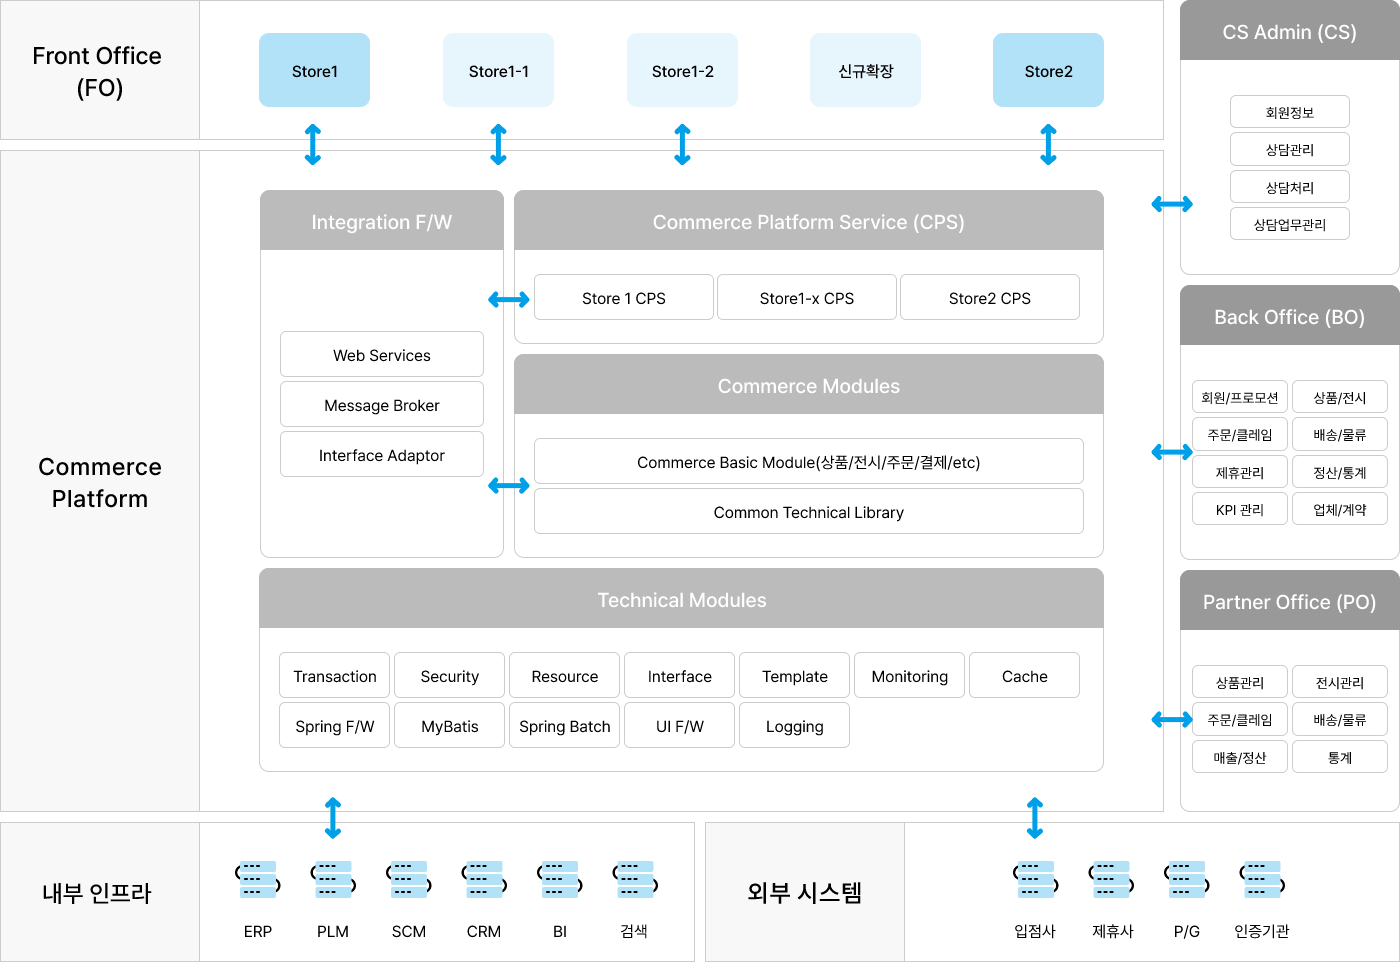 Front Office
(FO)
Store1
Store1-1
Store1-2
신규확장
Store2
Commerce
Platform
Integration F/W
Web Services
Message Broker
Interface Adaptor
Commerce Platform Service (CPS)
Store 1 CPS
Store1-x CPS
Store2 CPS
Commerce Modules
Commerce Basic Module(상품/전시/주문/결제/etc)
Common Technical Library
Technical Modules
Transaction
Security
Resource
Interface
Template
Monitoring
Cache
Spring F/W
MyBatis
Spring Batch
UI F/W
Logging
CS Admin (CS)
회원정보
상담관리
상담처리
상담업무관리
Back Office (BO)
회원/프로모션
상품/전시
주문/클레임
배송/물류
제휴관리
정산/통계
KPI 관리
업체/계약
Partner Office (PO)
상품관리
전시관리
주문/클레임
배송/물류
매출/정산
통계
내부 인프라
ERP
PLM
SCM
CRM
BI
검색
외부 시스템
입점사
제휴사
P/G
인증기관